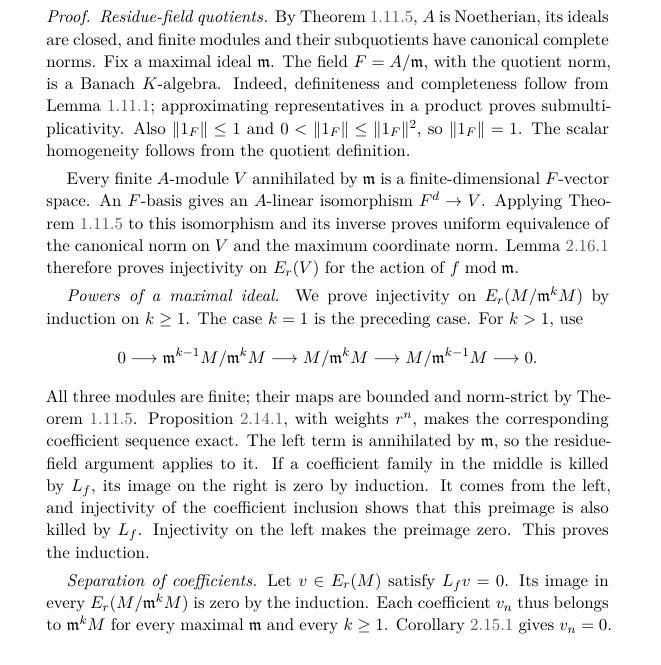 Proof. Residue-field quotients. By Theorem 1.11.5, A is Noetherian, its ideals
are closed, and finite modules and their subquotients have canonical complete
norms. Fix a maximal ideal 𝔪. The field F = A/𝔪, with the quotient norm,
is a Banach K-algebra. Indeed, definiteness and completeness follow from
Lemma 1.11.1; approximating representatives in a product proves submulti-
plicativity. Also ‖1_F‖ ≤ 1 and 0 < ‖1_F‖ ≤ ‖1_F‖², so ‖1_F‖ = 1. The scalar
homogeneity follows from the quotient definition.
Every finite A-module V annihilated by 𝔪 is a finite-dimensional F-vector
space. An F-basis gives an A-linear isomorphism F^d → V. Applying Theo-
rem 1.11.5 to this isomorphism and its inverse proves uniform equivalence of
the canonical norm on V and the maximum coordinate norm. Lemma 2.16.1
therefore proves injectivity on E_r(V) for the action of f mod 𝔪.
Powers of a maximal ideal. We prove injectivity on E_r(M/𝔪^k M) by
induction on k ≥ 1. The case k = 1 is the preceding case. For k > 1, use
0 ⟶ 𝔪^{k−1}M/𝔪^k M ⟶ M/𝔪^k M ⟶ M/𝔪^{k−1}M ⟶ 0.
All three modules are finite; their maps are bounded and norm-strict by The-
orem 1.11.5. Proposition 2.14.1, with weights r^n, makes the corresponding
coefficient sequence exact. The left term is annihilated by 𝔪, so the residue-
field argument applies to it. If a coefficient family in the middle is killed
by L_f, its image on the right is zero by induction. It comes from the left,
and injectivity of the coefficient inclusion shows that this preimage is also
killed by L_f. Injectivity on the left makes the preimage zero. This proves
the induction.
Separation of coefficients. Let v ∈ E_r(M) satisfy L_f v = 0. Its image in
every E_r(M/𝔪^k M) is zero by the induction. Each coefficient v_n thus belongs
to 𝔪^k M for every maximal 𝔪 and every k ≥ 1. Corollary 2.15.1 gives v_n = 0.